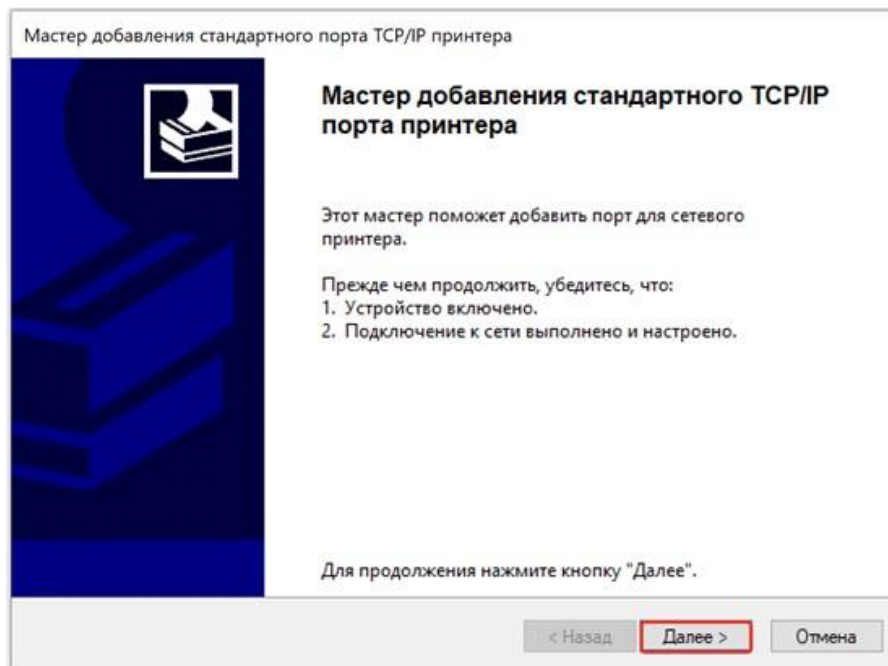 Мастер добавления стандартного порта TCP/IP принтера
Мастер добавления стандартного TCP/IP
порта принтера
Этот мастер поможет добавить порт для сетевого
принтера.
Прежде чем продолжить, убедитесь, что:
1. Устройство включено.
2. Подключение к сети выполнено и настроено.
Для продолжения нажмите кнопку "Далее".
< Назад
Далее >
Отмена